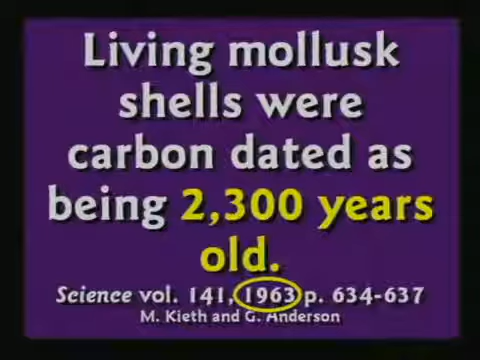 Living mollusk
shells were
carbon dated as
being 2,300 years
old.
Science vol. 141, 1963 p. 634-637
M. Kieth and G. Anderson